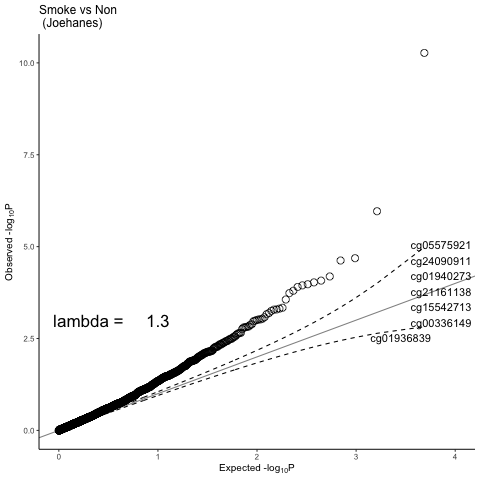 Smoke vs Non
(Joehanes)
10.0
7.5
5.0
2.5
0.0
Observed -log10P
lambda = 1.3
cg05575921
cg24090911
cg01940273
cg21161138
cg15542713
cg00336149
cg01936839
0
1
2
3
4
Expected -log10P